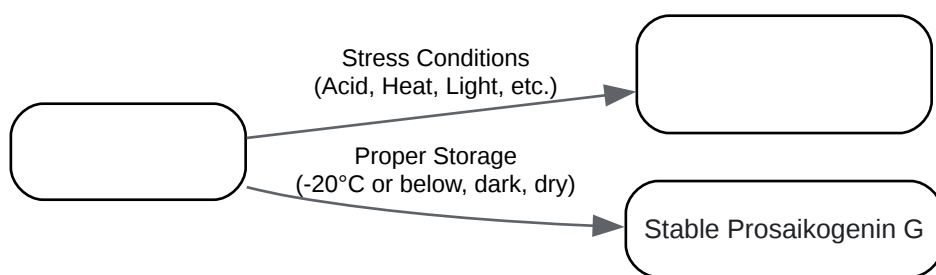 Stress Conditions
(Acid, Heat, Light, etc.)
Proper Storage
(-20°C or below, dark, dry)
Stable Prosaikogenin G